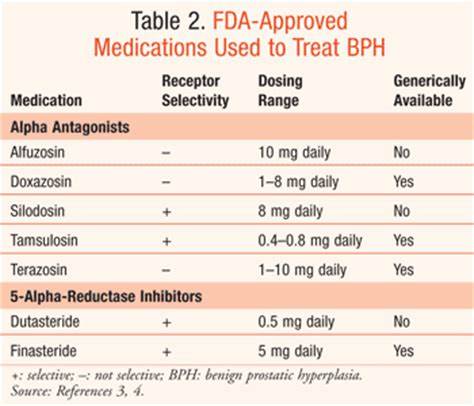 Table 2. FDA-Approved
Medications Used to Treat BPH
Medication Receptor Selectivity Dosing Range Generically Available
Alpha Antagonists
Alfuzosin – 10 mg daily No
Doxazosin – 1–8 mg daily Yes
Silodosin + 8 mg daily No
Tamsulosin + 0.4–0.8 mg daily Yes
Terazosin – 1–10 mg daily Yes
5-Alpha-Reductase Inhibitors
Dutasteride + 0.5 mg daily No
Finasteride + 5 mg daily Yes
+: selective; –: not selective; BPH: benign prostatic hyperplasia.
Source: References 3, 4.